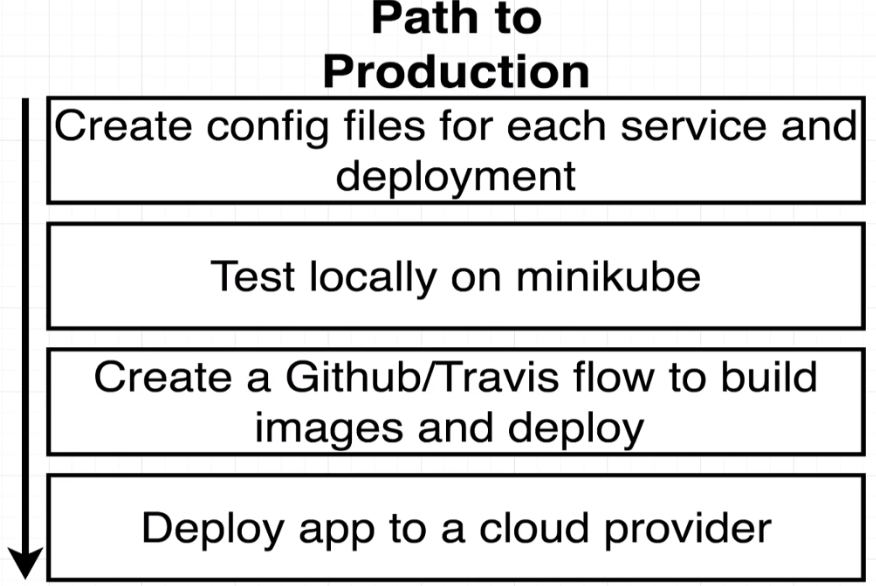 Path to
Production
Create config files for each service and
deployment
Test locally on minikube
Create a Github/Travis flow to build
images and deploy
Deploy app to a cloud provider